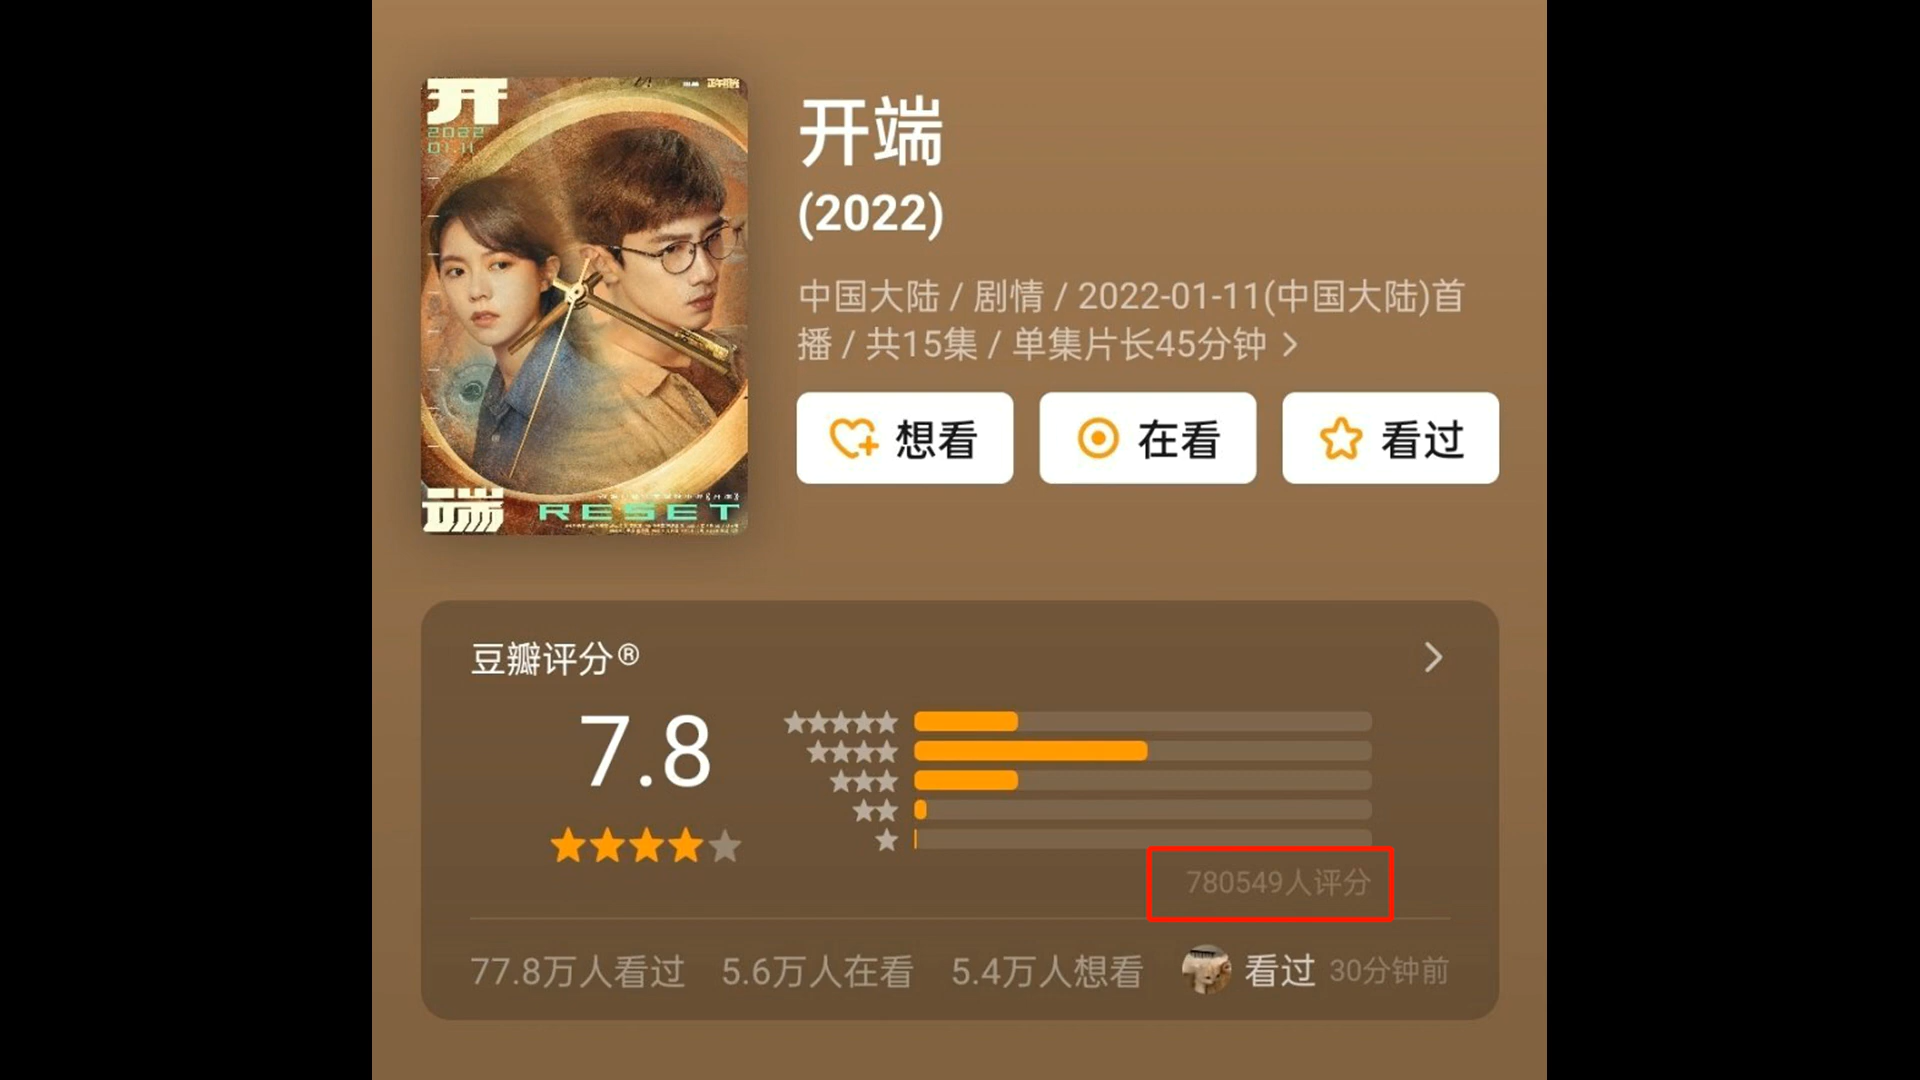 开
2022
01.11
端
RESET
开端
(2022)
中国大陆 / 剧情 / 2022-01-11(中国大陆)首
播 / 共15集 / 单集片长45分钟
想看
在看
看过
豆瓣评分®
7.8
780549人评分
77.8万人看过 5.6万人在看 5.4万人想看 看过 30分钟前